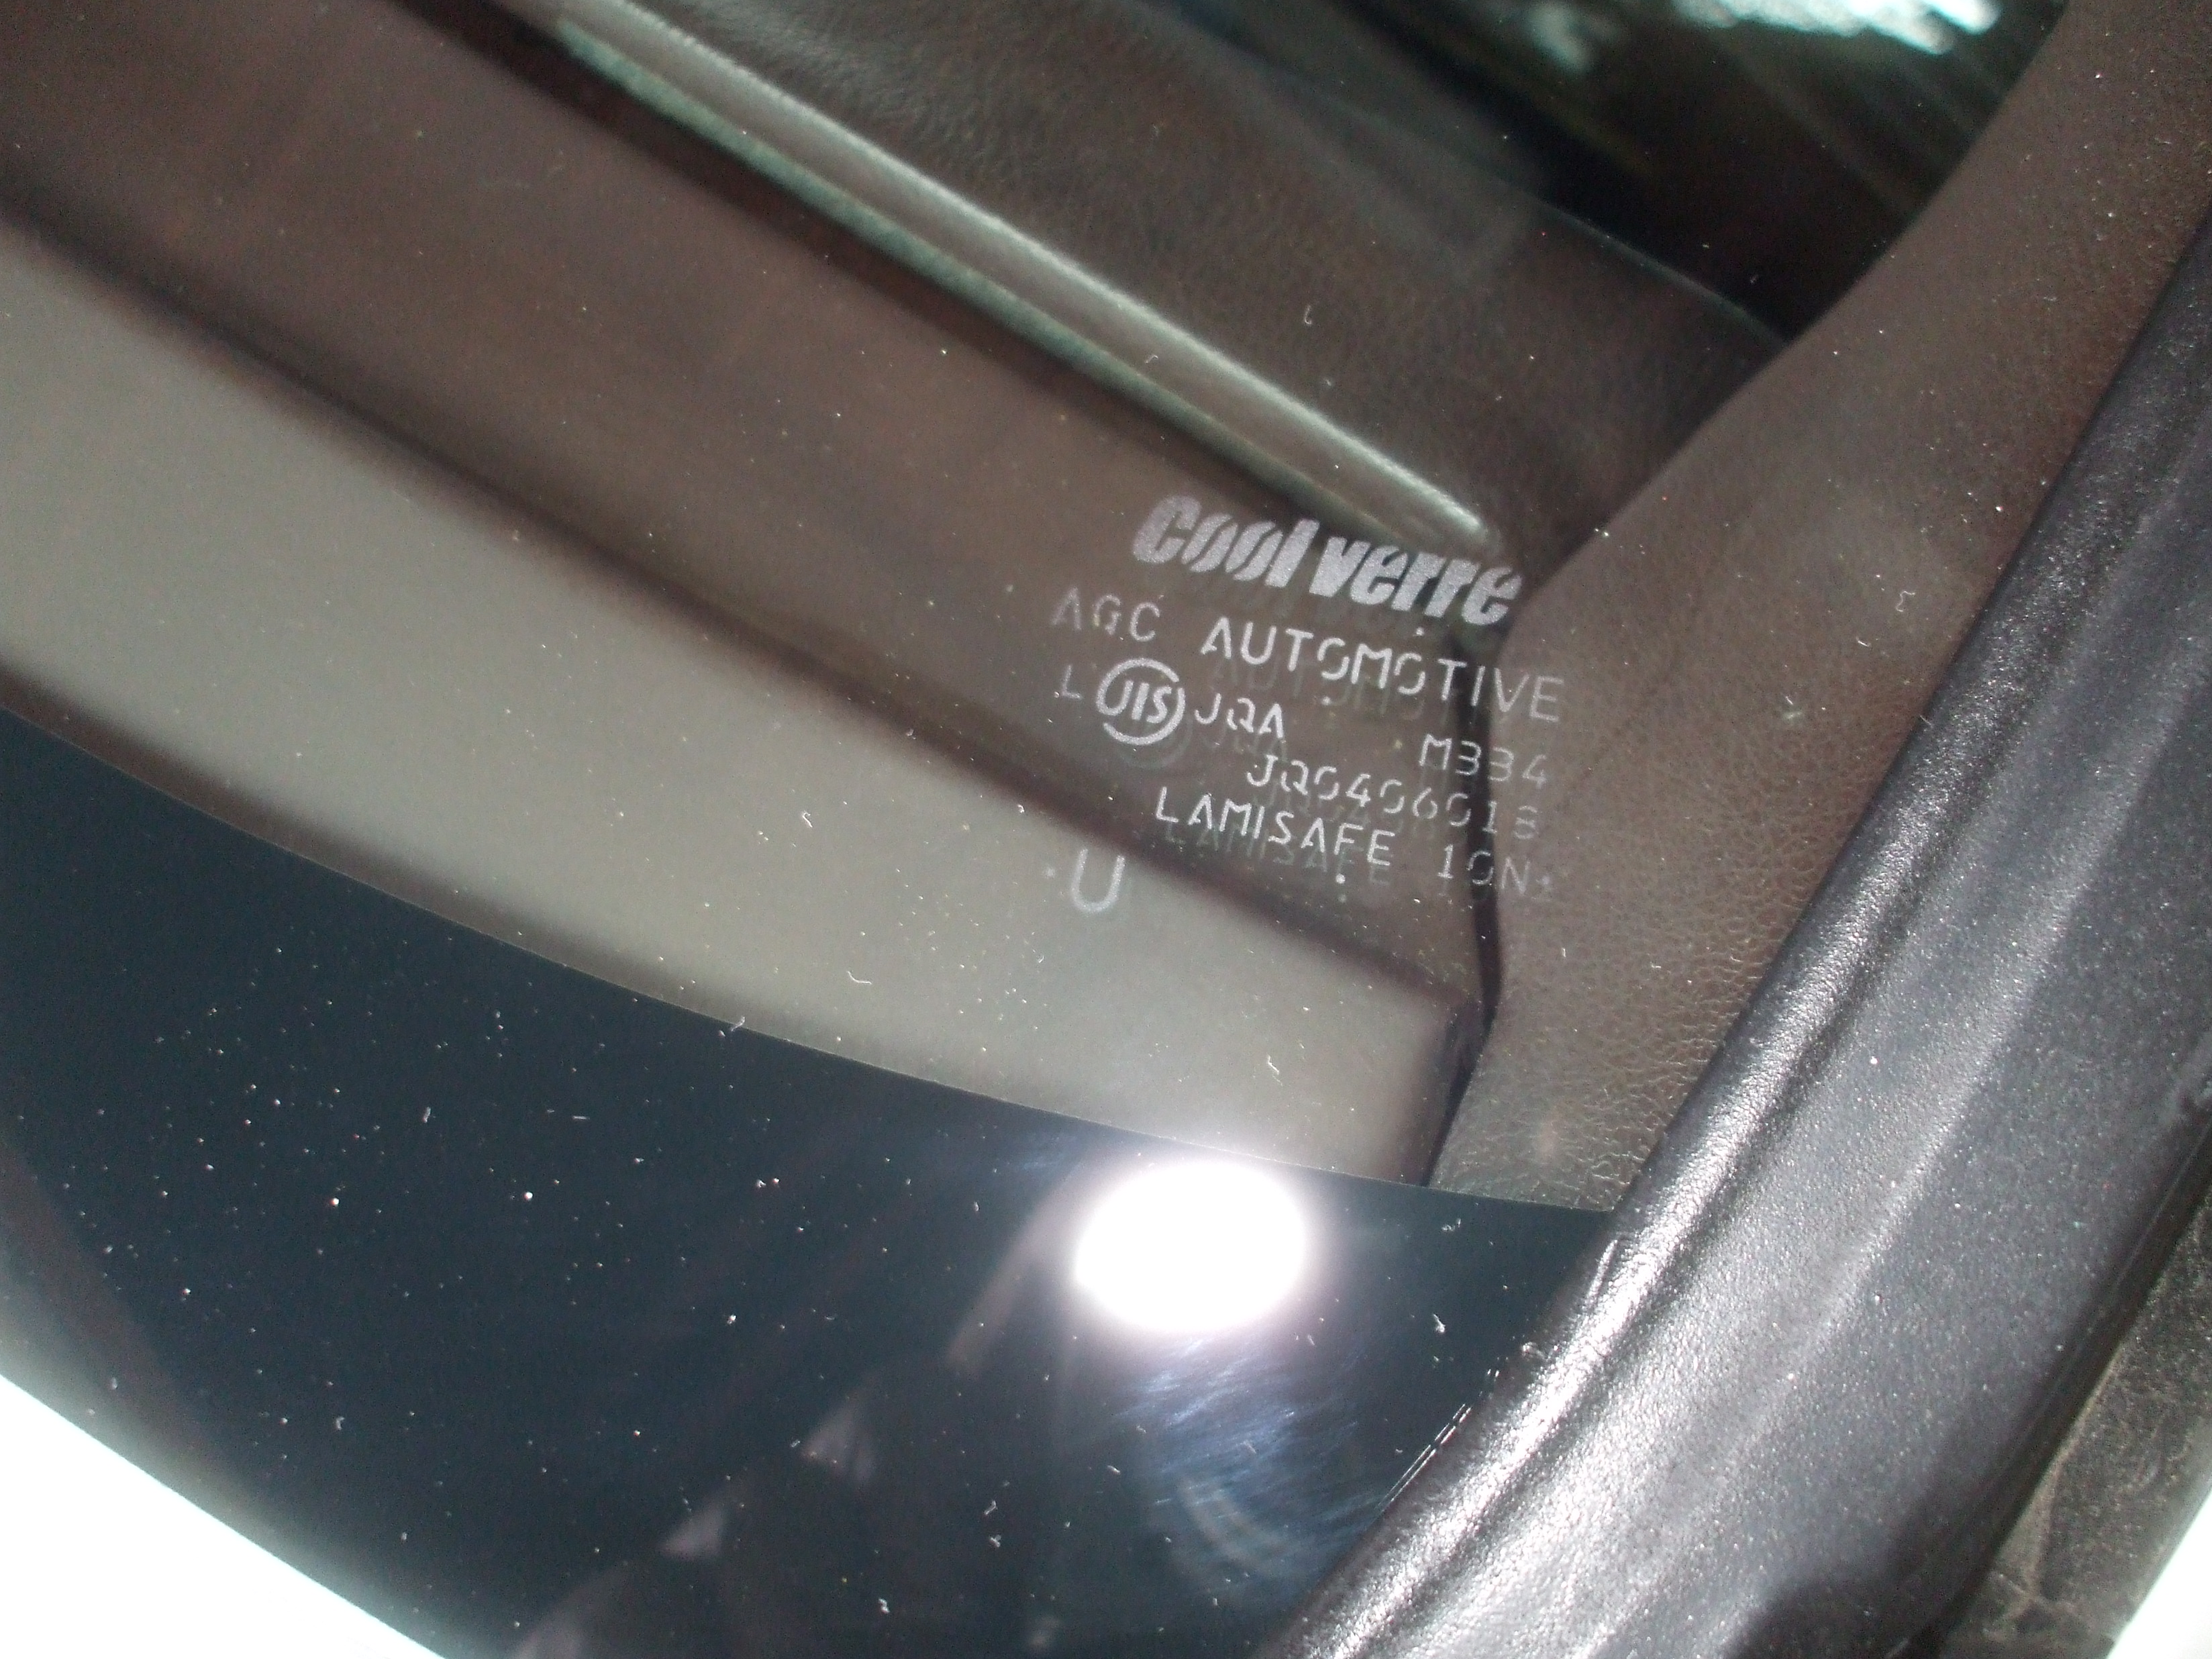 Cool verre
AGC AUTOMOTIVE
L JIS JQA M334
JQ0406018
LAMISAFE 10N
U